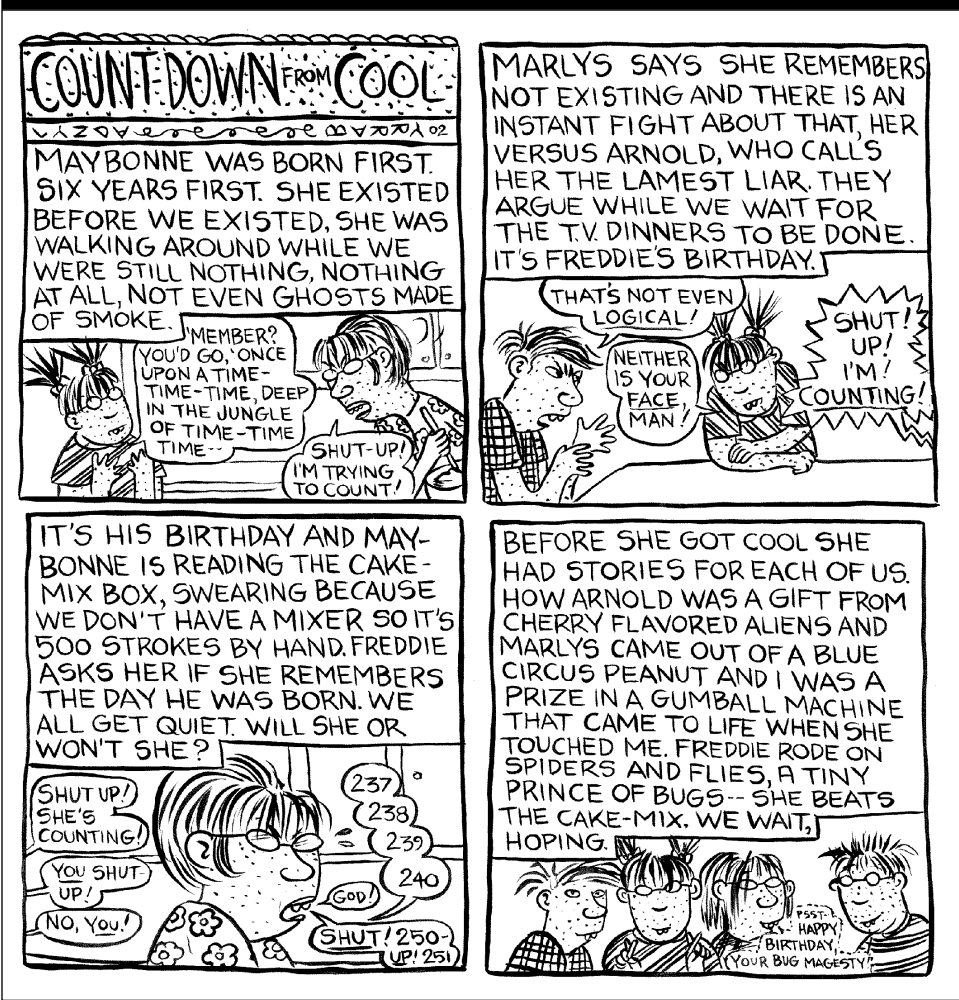 COUNT-DOWN FROM COOL
LYNDA BARRY 02
MAYBONNE WAS BORN FIRST.
SIX YEARS FIRST. SHE EXISTED
BEFORE WE EXISTED, SHE WAS
WALKING AROUND WHILE WE
WERE STILL NOTHING, NOTHING
AT ALL, NOT EVEN GHOSTS MADE
OF SMOKE.
'MEMBER?
YOU'D GO, 'ONCE
UPON A TIME-
TIME-TIME, DEEP
IN THE JUNGLE
OF TIME-TIME
TIME--
SHUT-UP!
I'M TRYING
TO COUNT!
MARLYS SAYS SHE REMEMBERS
NOT EXISTING AND THERE IS AN
INSTANT FIGHT ABOUT THAT, HER
VERSUS ARNOLD, WHO CALLS
HER THE LAMEST LIAR. THEY
ARGUE WHILE WE WAIT FOR
THE T.V. DINNERS TO BE DONE.
IT'S FREDDIE'S BIRTHDAY.
THAT'S NOT EVEN
LOGICAL!
NEITHER
IS YOUR
FACE,
MAN!
SHUT!
UP!
I'M!
COUNTING!
IT'S HIS BIRTHDAY AND MAY-
BONNE IS READING THE CAKE-
MIX BOX, SWEARING BECAUSE
WE DON'T HAVE A MIXER SO IT'S
500 STROKES BY HAND. FREDDIE
ASKS HER IF SHE REMEMBERS
THE DAY HE WAS BORN. WE
ALL GET QUIET. WILL SHE OR
WON'T SHE?
SHUT UP!
SHE'S
COUNTING!
YOU SHUT-
UP!
NO, YOU!
237
238
239
240
GOD!
SHUT! 250-
UP! 251
BEFORE SHE GOT COOL SHE
HAD STORIES FOR EACH OF US.
HOW ARNOLD WAS A GIFT FROM
CHERRY FLAVORED ALIENS AND
MARLYS CAME OUT OF A BLUE
CIRCUS PEANUT AND I WAS A
PRIZE IN A GUMBALL MACHINE
THAT CAME TO LIFE WHEN SHE
TOUCHED ME. FREDDIE RODE ON
SPIDERS AND FLIES, A TINY
PRINCE OF BUGS-- SHE BEATS
THE CAKE-MIX. WE WAIT,
HOPING.
PSST-
HAPPY
BIRTHDAY,
YOUR BUG MAGESTY!